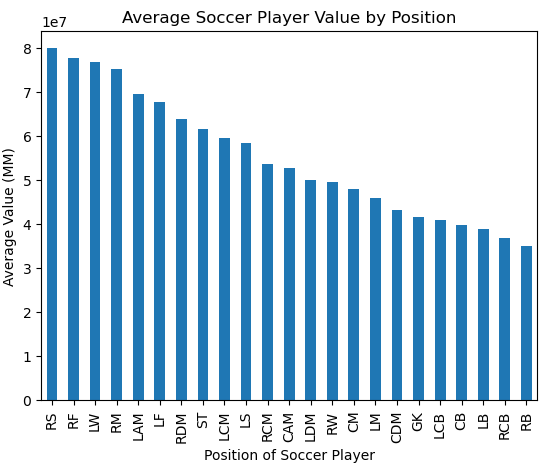 Average Soccer Player Value by Position
1e7
8
7
6
5
4
3
2
1
0
Average Value (MM)
RS RF LW RM LAM LF RDM ST LCM LS RCM CAM LDM RW CM LM CDM GK LCB CB LB RCB RB
Position of Soccer Player